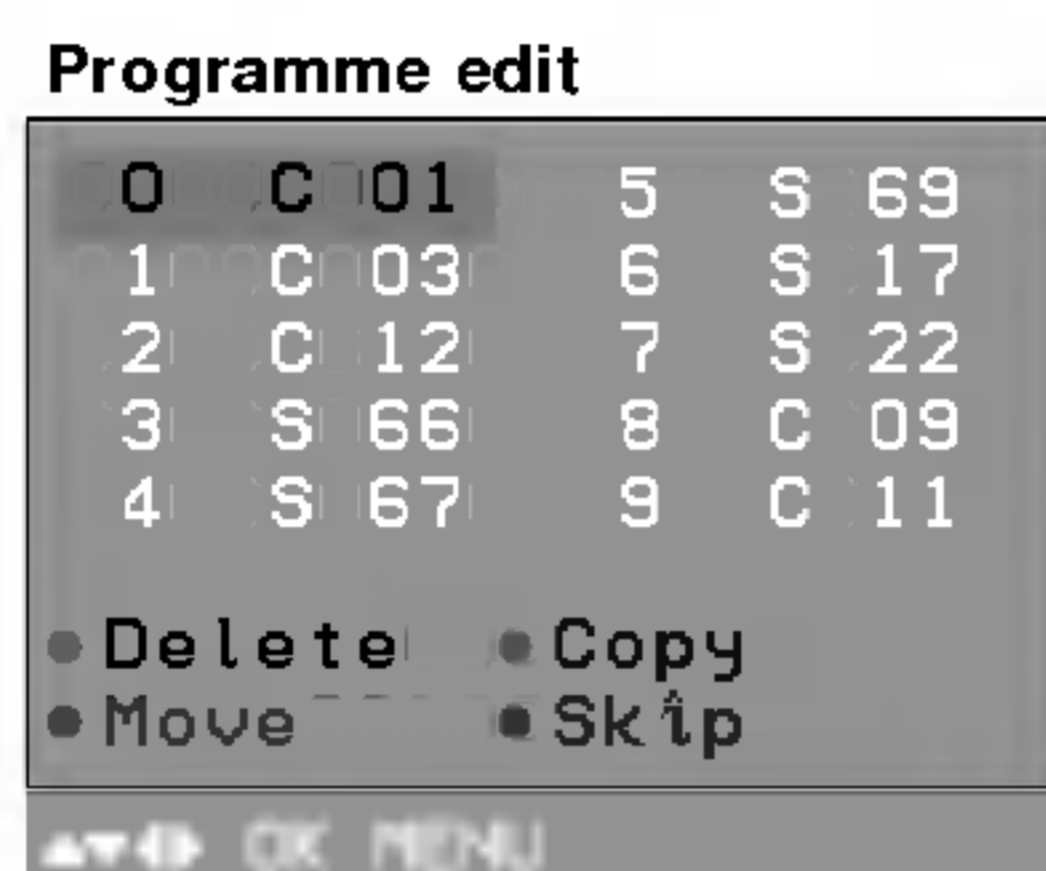 Programme edit
0 C 01 5 S 69
1 C 03 6 S 17
2 C 12 7 S 22
3 S 66 8 C 09
4 S 67 9 C 11
Delete Copy
Move Skip
▲▼◀▶ OK MENU